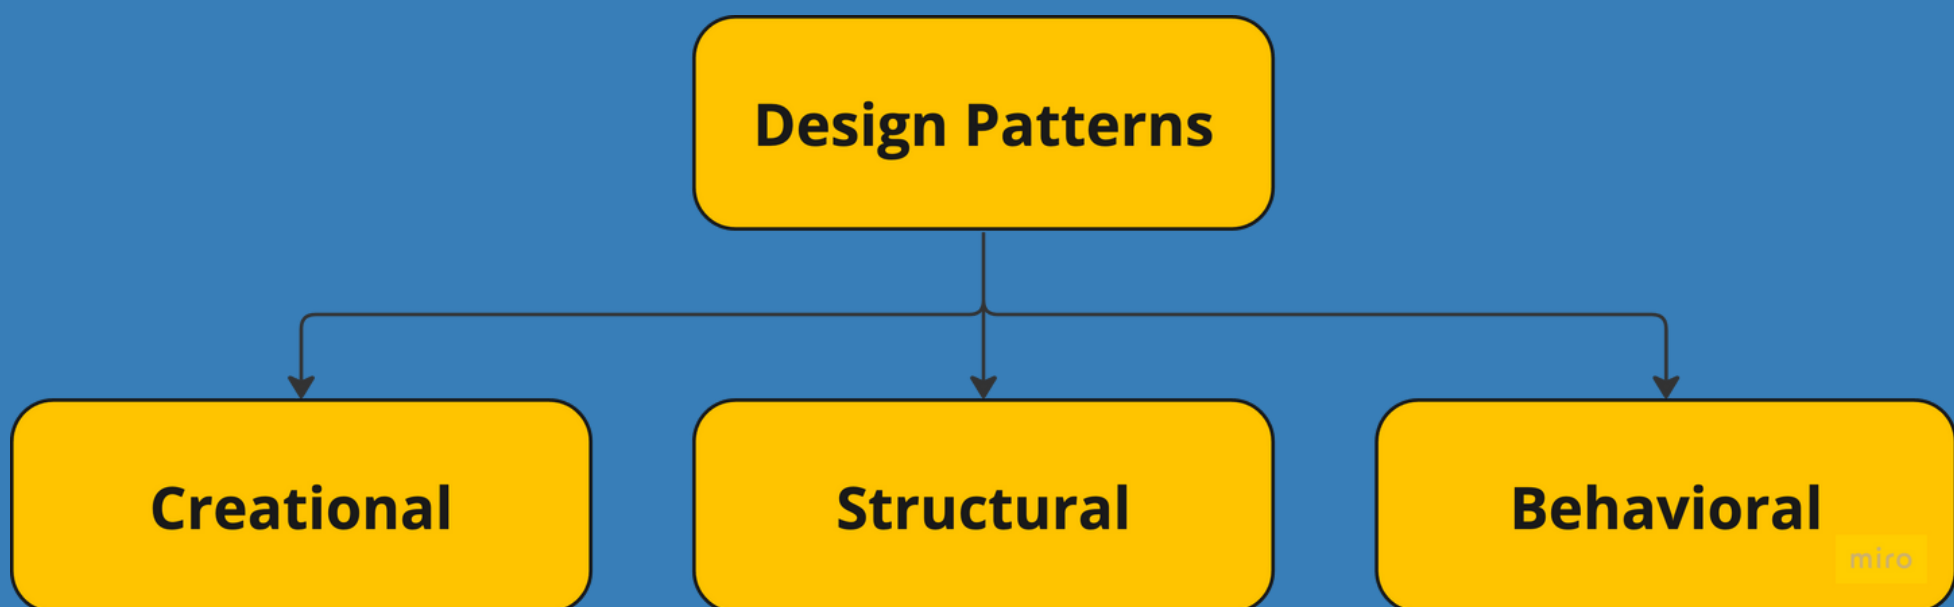 Design Patterns
Creational
Structural
Behavioral
miro